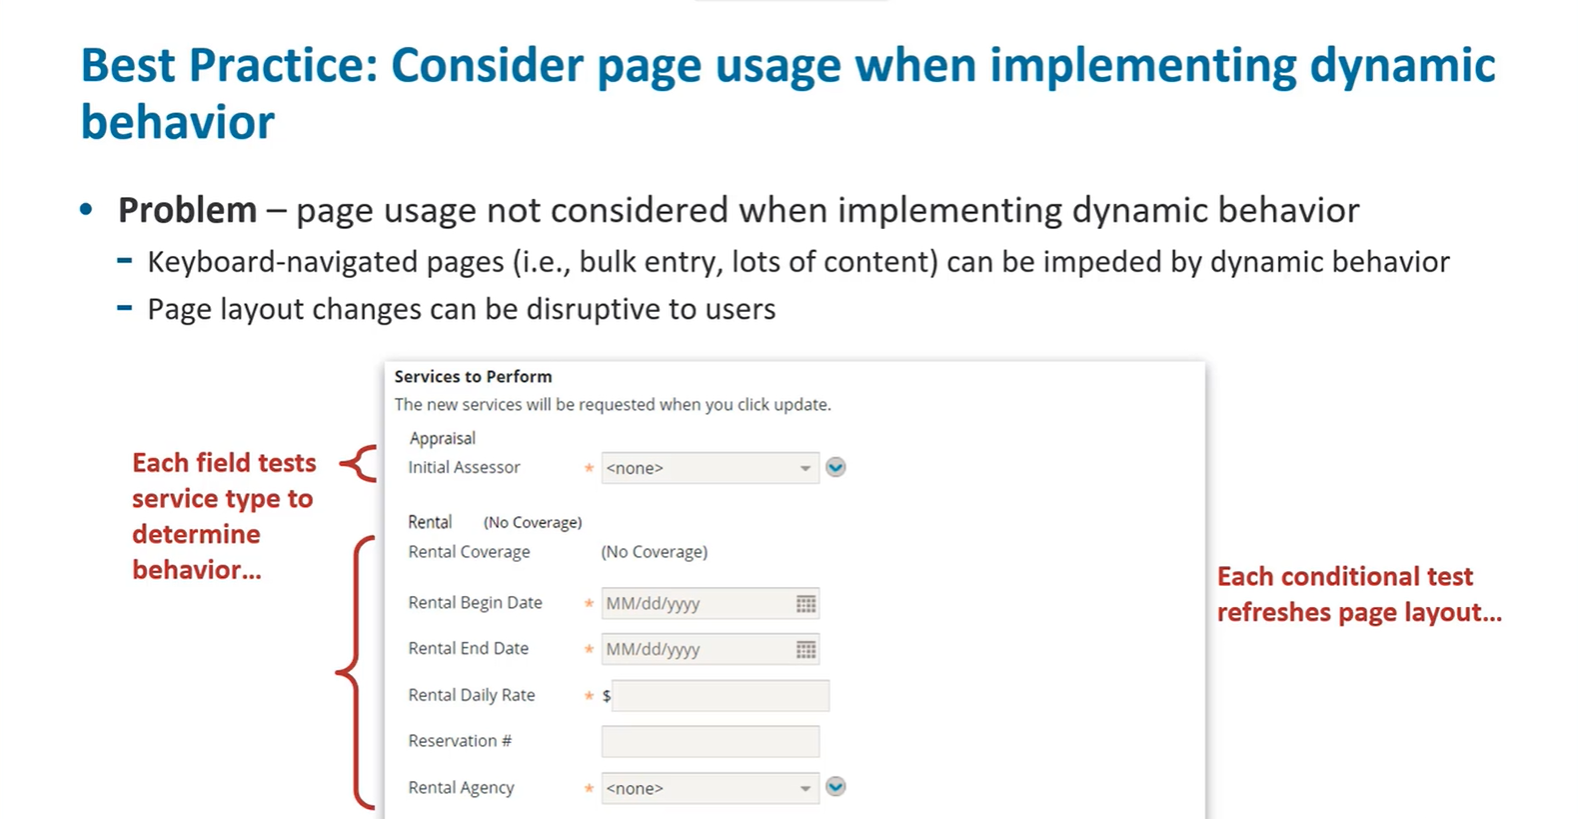 Best Practice: Consider page usage when implementing dynamic
behavior
• Problem – page usage not considered when implementing dynamic behavior
– Keyboard-navigated pages (i.e., bulk entry, lots of content) can be impeded by dynamic behavior
– Page layout changes can be disruptive to users
Services to Perform
The new services will be requested when you click update.
Appraisal
Initial Assessor * <none>
Rental (No Coverage)
Rental Coverage (No Coverage)
Rental Begin Date * MM/dd/yyyy
Rental End Date * MM/dd/yyyy
Rental Daily Rate * $
Reservation #
Rental Agency * <none>
Each field tests
service type to
determine
behavior...
Each conditional test
refreshes page layout...